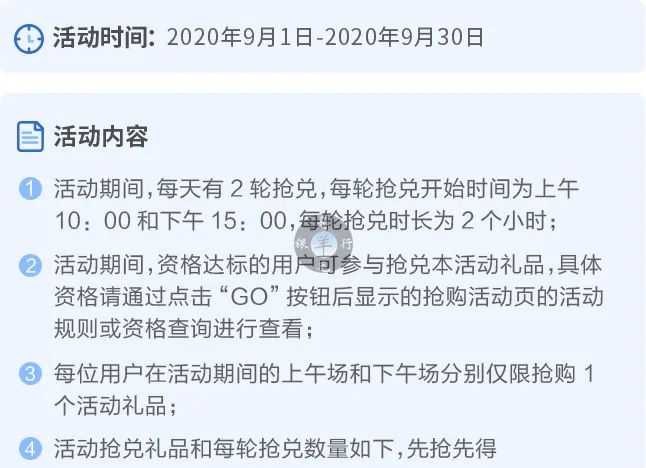 活动时间: 2020年9月1日-2020年9月30日
活动内容
1 活动期间,每天有 2 轮抢兑,每轮抢兑开始时间为上午
10：00 和下午 15：00,每轮抢兑时长为 2 个小时；
2 活动期间,资格达标的用户可参与抢兑本活动礼品,具体
资格请通过点击 “GO” 按钮后显示的抢购活动页的活动
规则或资格查询进行查看；
3 每位用户在活动期间的上午场和下午场分别仅限抢购 1
个活动礼品；
4 活动抢兑礼品和每轮抢兑数量如下,先抢先得
银羊行